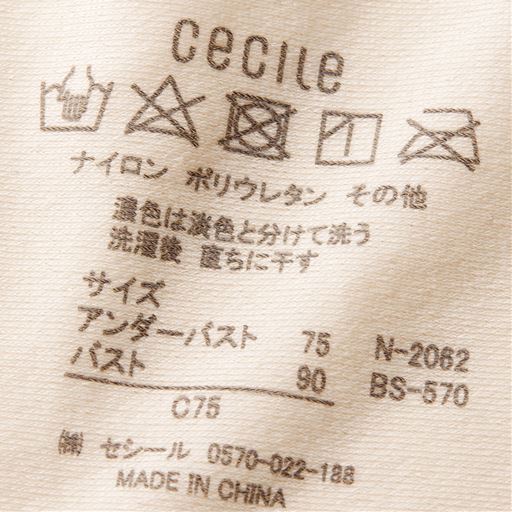 cecile
ナイロン ポリウレタン その他
濃色は淡色と分けて洗う
洗濯後 直ちに干す
サイズ
アンダーバスト 75 N-2062
バスト 90 BS-570
C75
㈱ セシール 0570-022-188
MADE IN CHINA